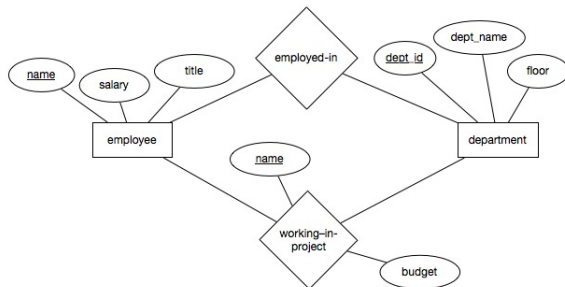 dept_name
employed-in
dept_id
title
name
floor
salary
employee
department
name
working–in-
project
budget